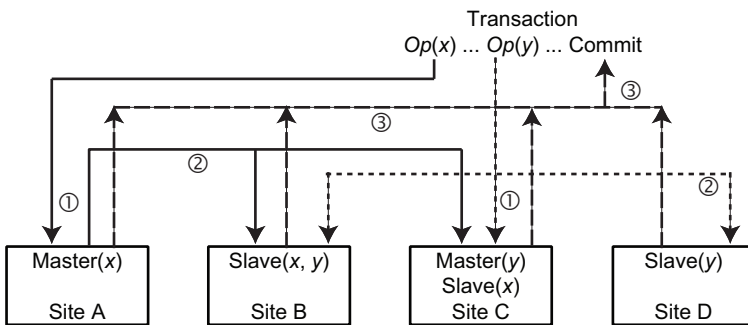 Transaction
Op(x) ... Op(y) ... Commit
③
③
②
②
①
①
Master(x)
Site A
Slave(x, y)
Site B
Master(y)
Slave(x)
Site C
Slave(y)
Site D